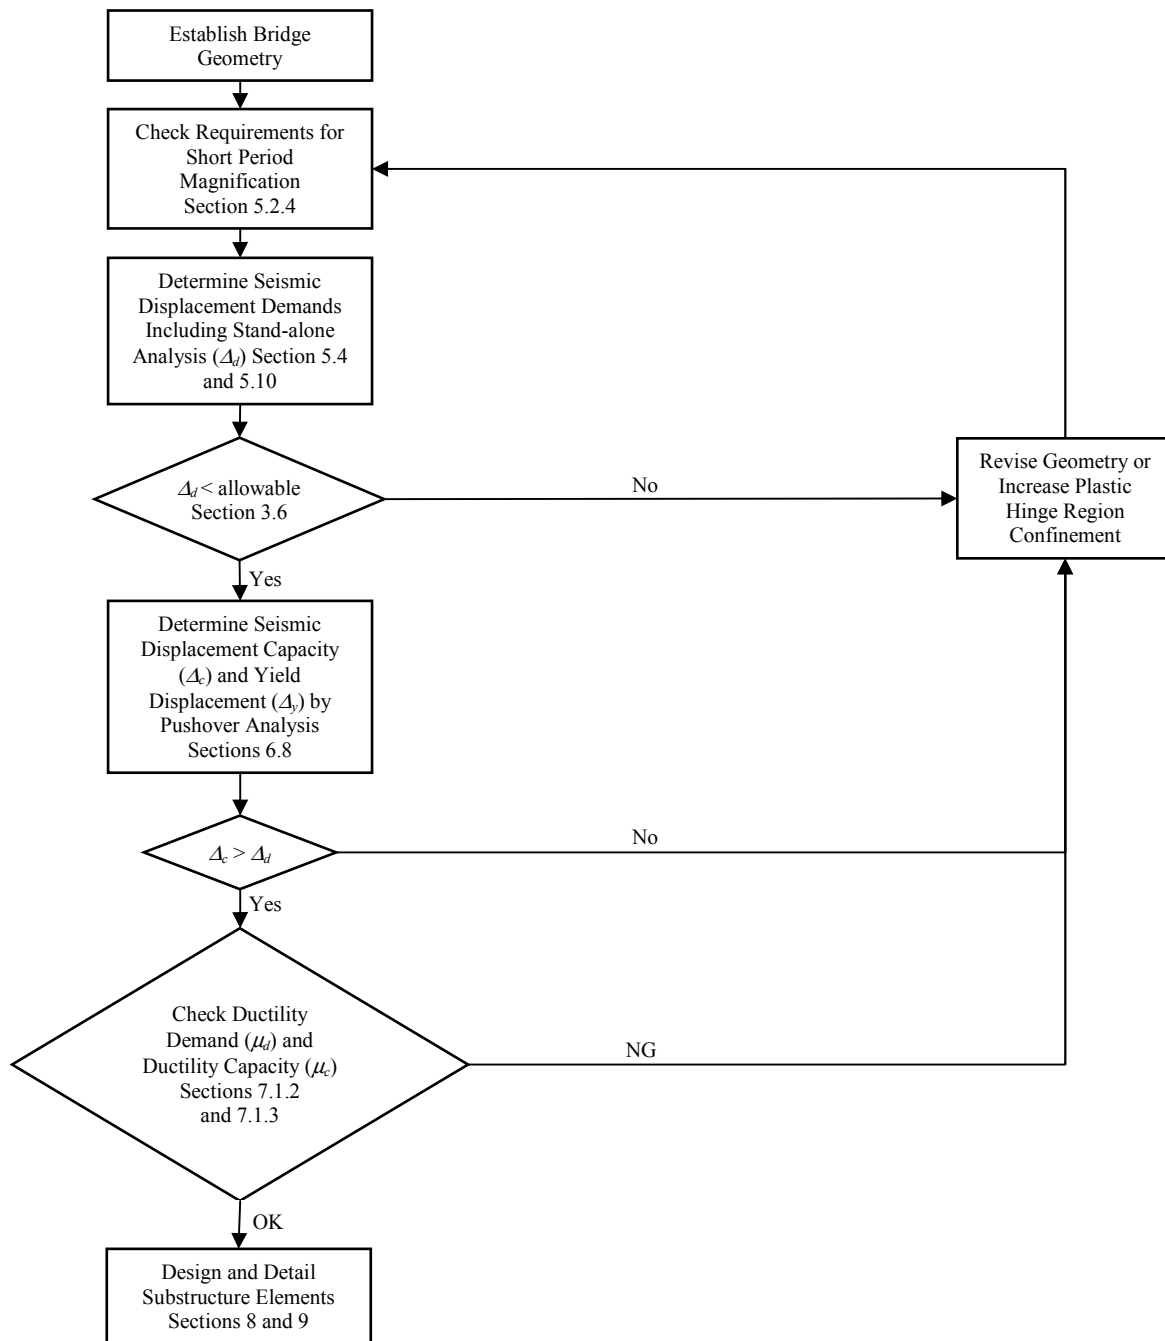 Establish Bridge
Geometry
Check Requirements for
Short Period
Magnification
Section 5.2.4
Determine Seismic
Displacement Demands
Including Stand-alone
Analysis (Δd) Section 5.4
and 5.10
Δd < allowable
Section 3.6
No
Revise Geometry or
Increase Plastic
Hinge Region
Confinement
Yes
Determine Seismic
Displacement Capacity
(Δc) and Yield
Displacement (Δy) by
Pushover Analysis
Sections 6.8
Δc > Δd
No
Yes
Check Ductility
Demand (μd) and
Ductility Capacity (μc)
Sections 7.1.2
and 7.1.3
NG
OK
Design and Detail
Substructure Elements
Sections 8 and 9